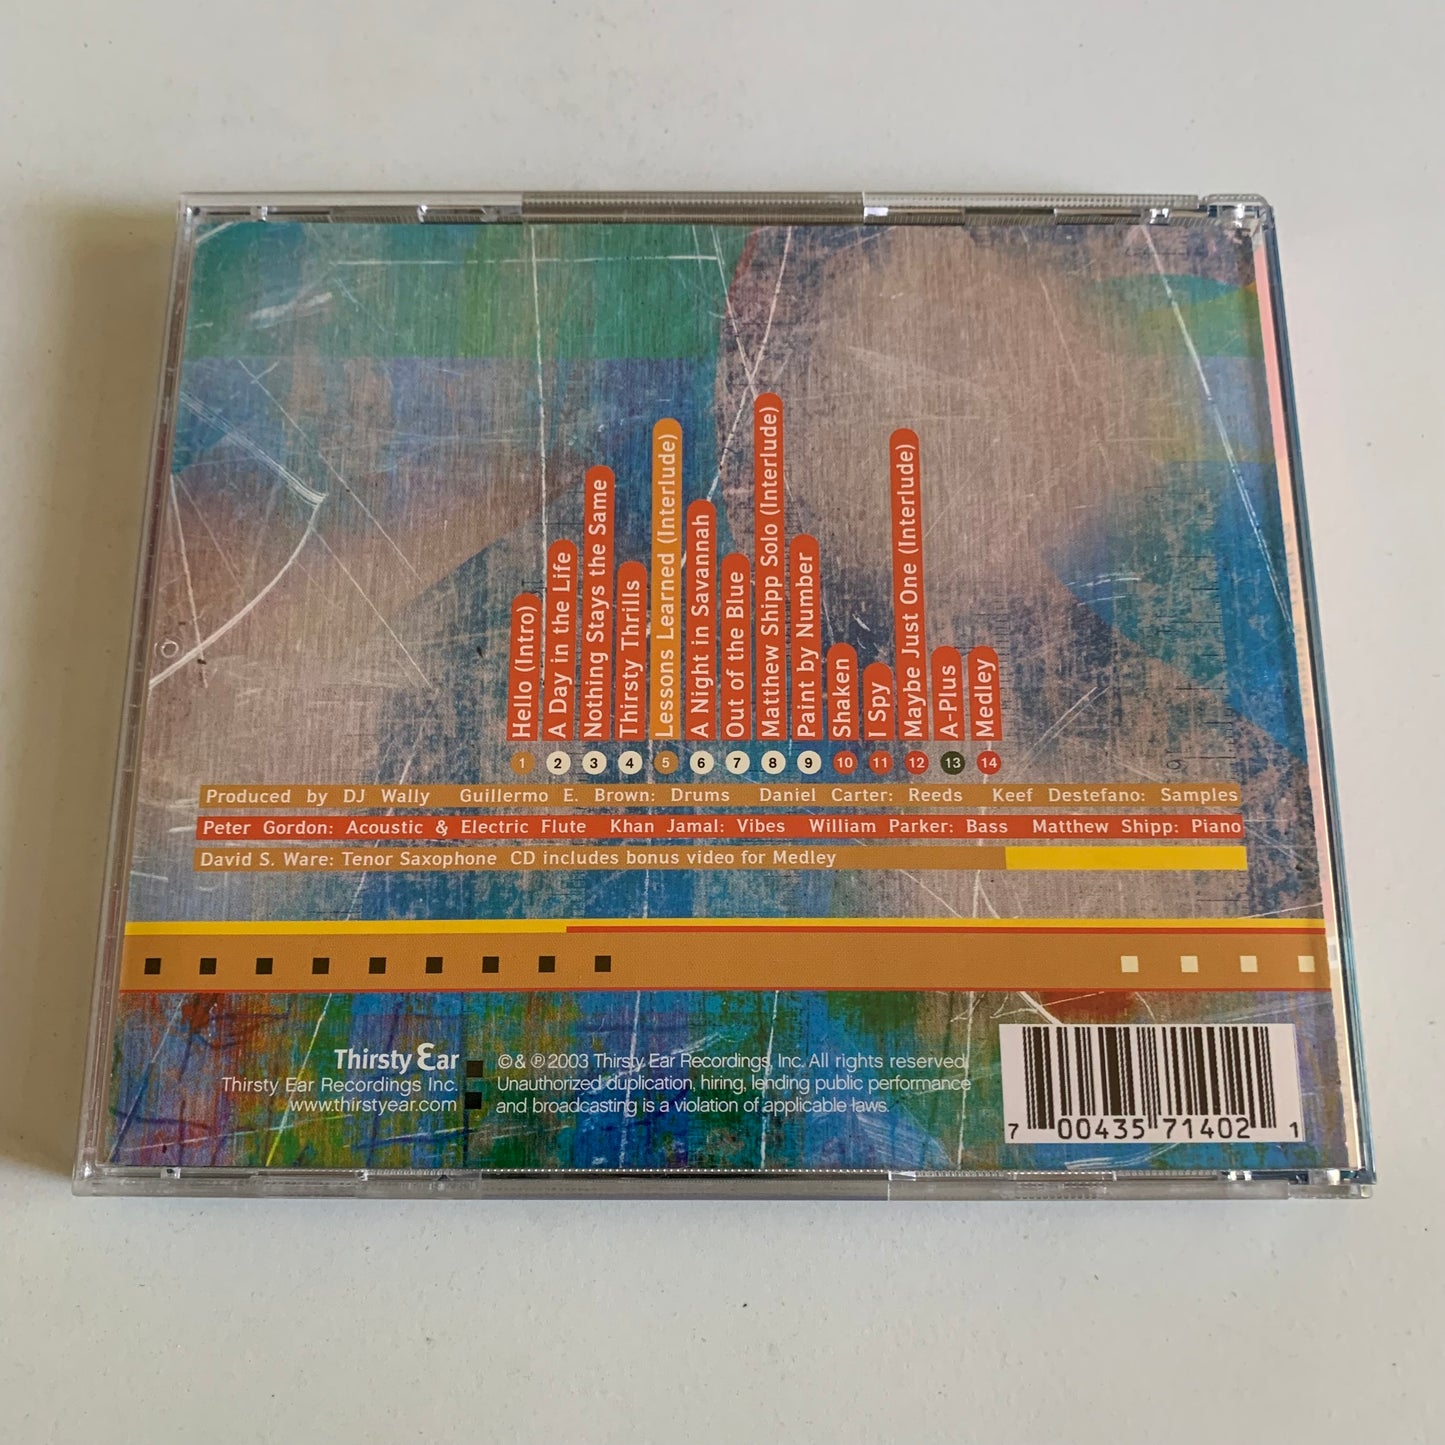 Hello (Intro)
A Day in the Life
Nothing Stays the Same
Thirsty Thrills
Lessons Learned (Interlude)
A Night in Savannah
Out of the Blue
Matthew Shipp Solo (Interlude)
Paint by Number
Shaken
I Spy
Maybe Just One (Interlude)
A-Plus
Medley
1 2 3 4 5 6 7 8 9 10 11 12 13 14
Produced by DJ Wally Guillermo E. Brown: Drums Daniel Carter: Reeds Keef Destefano: Samples
Peter Gordon: Acoustic & Electric Flute Khan Jamal: Vibes William Parker: Bass Matthew Shipp: Piano
David S. Ware: Tenor Saxophone CD includes bonus video for Medley
Thirsty Ear
Thirsty Ear Recordings Inc.
www.thirstyear.com
©& ℗2003 Thirsty Ear Recordings, Inc. All rights reserved.
Unauthorized duplication, hiring, lending public performance
and broadcasting is a violation of applicable laws.
7 00435 71402 1